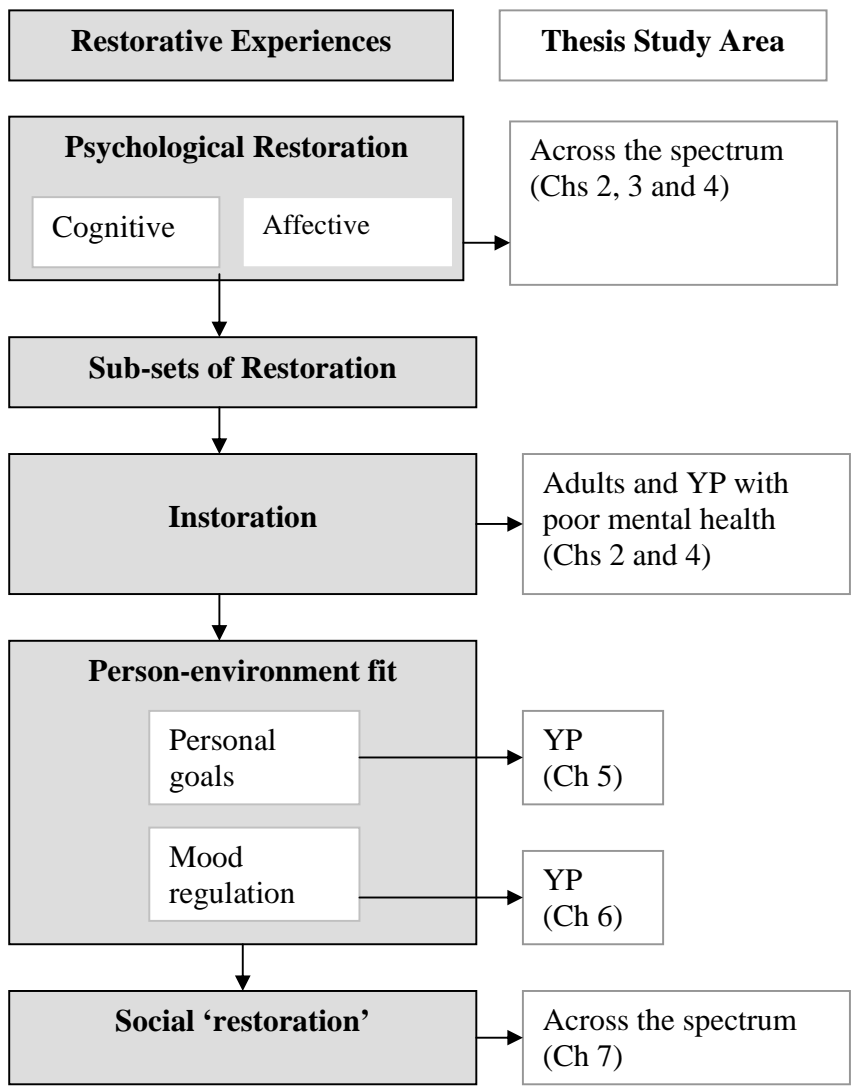 Restorative Experiences
Thesis Study Area
Psychological Restoration
Cognitive
Affective
Across the spectrum
(Chs 2, 3 and 4)
Sub-sets of Restoration
Instoration
Adults and YP with
poor mental health
(Chs 2 and 4)
Person-environment fit
Personal
goals
YP
(Ch 5)
Mood
regulation
YP
(Ch 6)
Social ‘restoration’
Across the spectrum
(Ch 7)